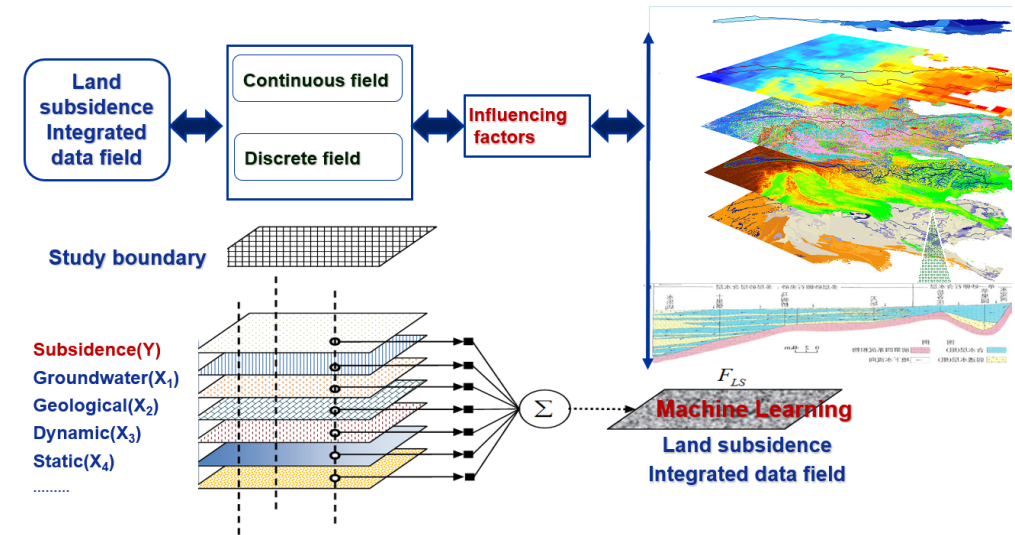 Land
subsidence
Integrated
data field
Continuous field
Discrete field
Influencing
factors
Study boundary
Subsidence(Y)
Groundwater(X1)
Geological(X2)
Dynamic(X3)
Static(X4)
.........
Σ
F_LS
Machine Learning
Land subsidence
Integrated data field